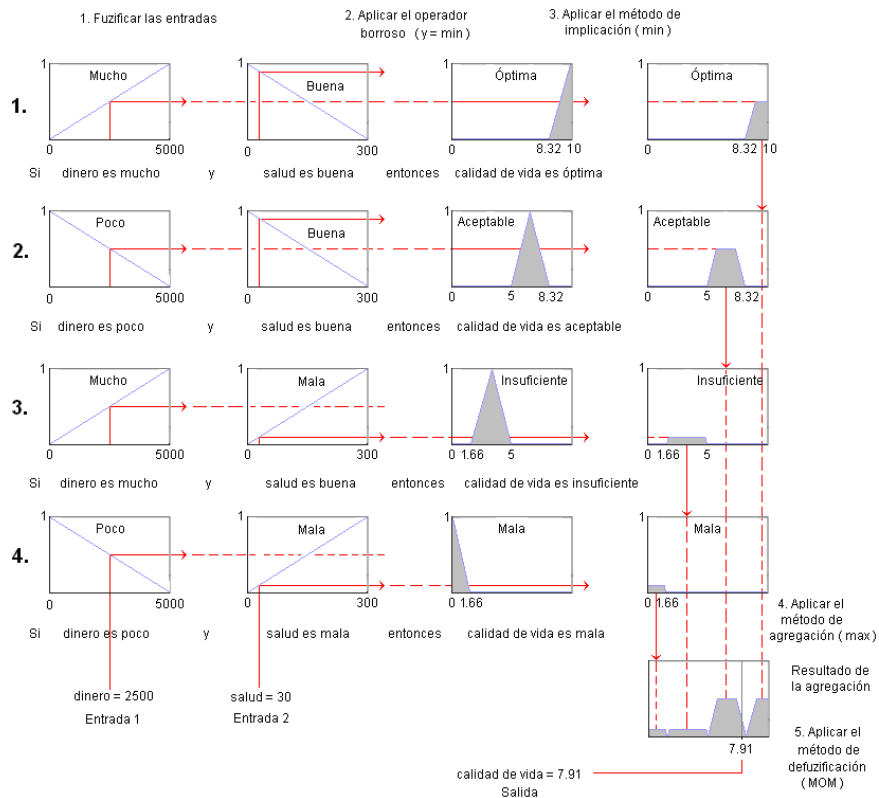 1. Fuzificar las entradas
2. Aplicar el operador
borroso ( y = min )
3. Aplicar el método de
implicación ( min )
1.
1
Mucho
0
5000
1
Buena
0
300
1
Óptima
0
8.32
10
1
Óptima
0
8.32
10
Si dinero es mucho y salud es buena entonces calidad de vida es óptima
2.
1
Poco
0
5000
1
Buena
0
300
1
Aceptable
0
5
8.32
1
Aceptable
0
5
8.32
Si dinero es poco y salud es buena entonces calidad de vida es aceptable
3.
1
Mucho
0
5000
1
Mala
0
300
1
Insuficiente
0
1.66
5
1
Insuficiente
0
1.66
5
Si dinero es mucho y salud es buena entonces calidad de vida es insuficiente
4.
1
Poco
0
5000
1
Mala
0
300
1
Mala
0
1.66
1
Mala
0
1.66
Si dinero es poco y salud es mala entonces calidad de vida es mala
4. Aplicar el
método de
agregación ( max )
dinero = 2500
Entrada 1
salud = 30
Entrada 2
Resultado de
la agregación
7.91
5. Aplicar el
método de
defuzificación
( MOM )
calidad de vida = 7.91
Salida